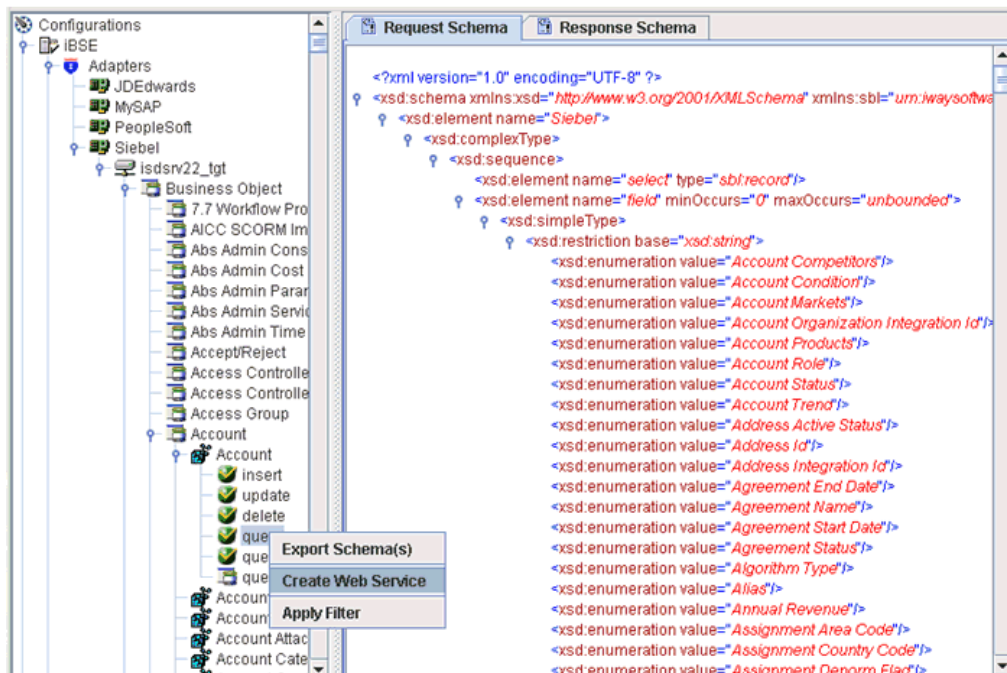 Configurations
iBSE
Adapters
JDEdwards
MySAP
PeopleSoft
Siebel
isdsrv22_tgt
Business Object
7.7 Workflow Pro
AICC SCORM Im
Abs Admin Cons
Abs Admin Cost
Abs Admin Parar
Abs Admin Servic
Abs Admin Time
Accept/Reject
Access Controlle
Access Controlle
Access Group
Account
Account
insert
update
delete
que
que
que
Account
Account
Account Attac
Account Cate
Export Schema(s)
Create Web Service
Apply Filter
Request Schema
Response Schema
<?xml version="1.0" encoding="UTF-8" ?>
<xsd:schema xmlns:xsd="http://www.w3.org/2001/XMLSchema" xmlns:sbl="urn:iwaysoftwa
<xsd:element name="Siebel">
<xsd:complexType>
<xsd:sequence>
<xsd:element name="select" type="sbl:record"/>
<xsd:element name="field" minOccurs="0" maxOccurs="unbounded">
<xsd:simpleType>
<xsd:restriction base="xsd:string">
<xsd:enumeration value="Account Competitors"/>
<xsd:enumeration value="Account Condition"/>
<xsd:enumeration value="Account Markets"/>
<xsd:enumeration value="Account Organization Integration Id"/>
<xsd:enumeration value="Account Products"/>
<xsd:enumeration value="Account Role"/>
<xsd:enumeration value="Account Status"/>
<xsd:enumeration value="Account Trend"/>
<xsd:enumeration value="Address Active Status"/>
<xsd:enumeration value="Address Id"/>
<xsd:enumeration value="Address Integration Id"/>
<xsd:enumeration value="Agreement End Date"/>
<xsd:enumeration value="Agreement Name"/>
<xsd:enumeration value="Agreement Start Date"/>
<xsd:enumeration value="Agreement Status"/>
<xsd:enumeration value="Algorithm Type"/>
<xsd:enumeration value="Alias"/>
<xsd:enumeration value="Annual Revenue"/>
<xsd:enumeration value="Assignment Area Code"/>
<xsd:enumeration value="Assignment Country Code"/>
<xsd:enumeration value="Assignment Denorm Flag"/>